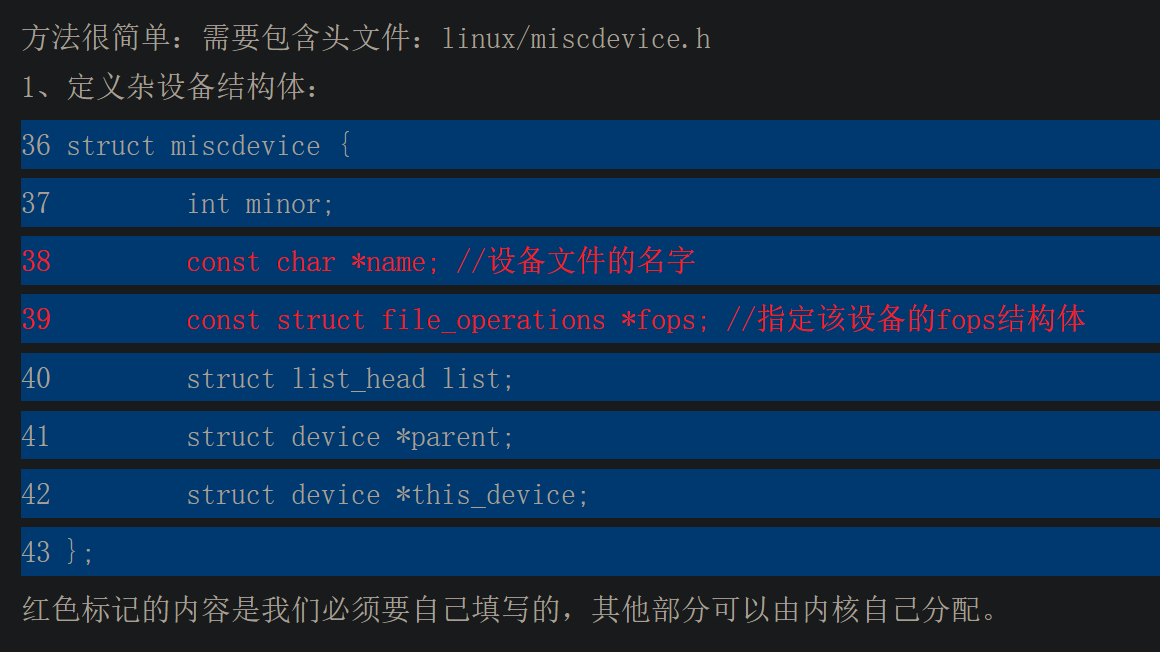 方法很简单：需要包含头文件：linux/miscdevice.h
1、定义杂设备结构体：
36 struct miscdevice {
37         int minor;
38         const char *name; //设备文件的名字
39         const struct file_operations *fops; //指定该设备的fops结构体
40         struct list_head list;
41         struct device *parent;
42         struct device *this_device;
43 };
红色标记的内容是我们必须要自己填写的，其他部分可以由内核自己分配。